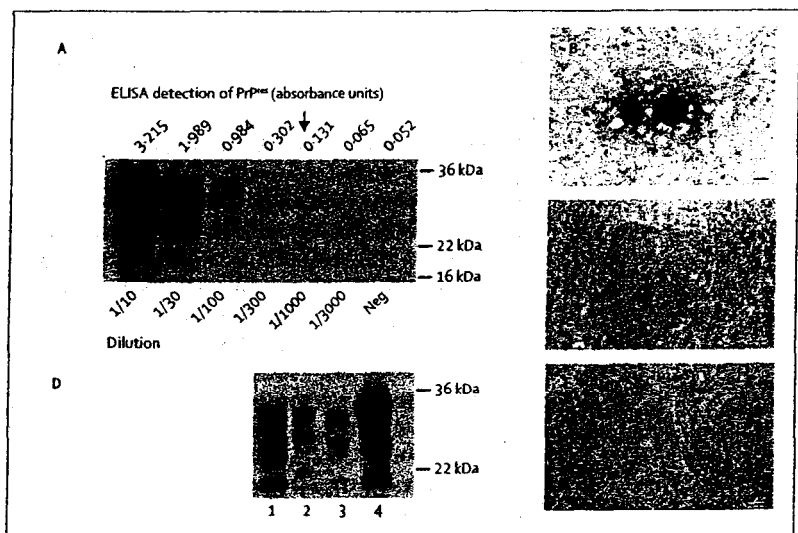 A
B
ELISA detection of PrPres (absorbance units)
3·215 1·989 0·984 0·302 0·131 0·065 0·052
36 kDa
22 kDa
16 kDa
1/10 1/30 1/100 1/300 1/1000 1/3000 Neg
Dilution
D
36 kDa
22 kDa
1 2 3 4